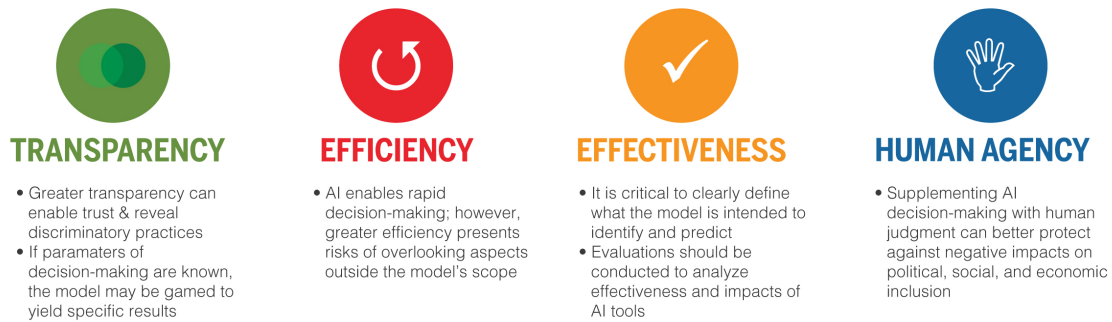 TRANSPARENCY
• Greater transparency can
enable trust & reveal
discriminatory practices
• If paramaters of
decision-making are known,
the model may be gamed to
yield specific results
EFFICIENCY
• AI enables rapid
decision-making; however,
greater efficiency presents
risks of overlooking aspects
outside the model's scope
EFFECTIVENESS
• It is critical to clearly define
what the model is intended to
identify and predict
• Evaluations should be
conducted to analyze
effectiveness and impacts of
AI tools
HUMAN AGENCY
• Supplementing AI
decision-making with human
judgment can better protect
against negative impacts on
political, social, and economic
inclusion